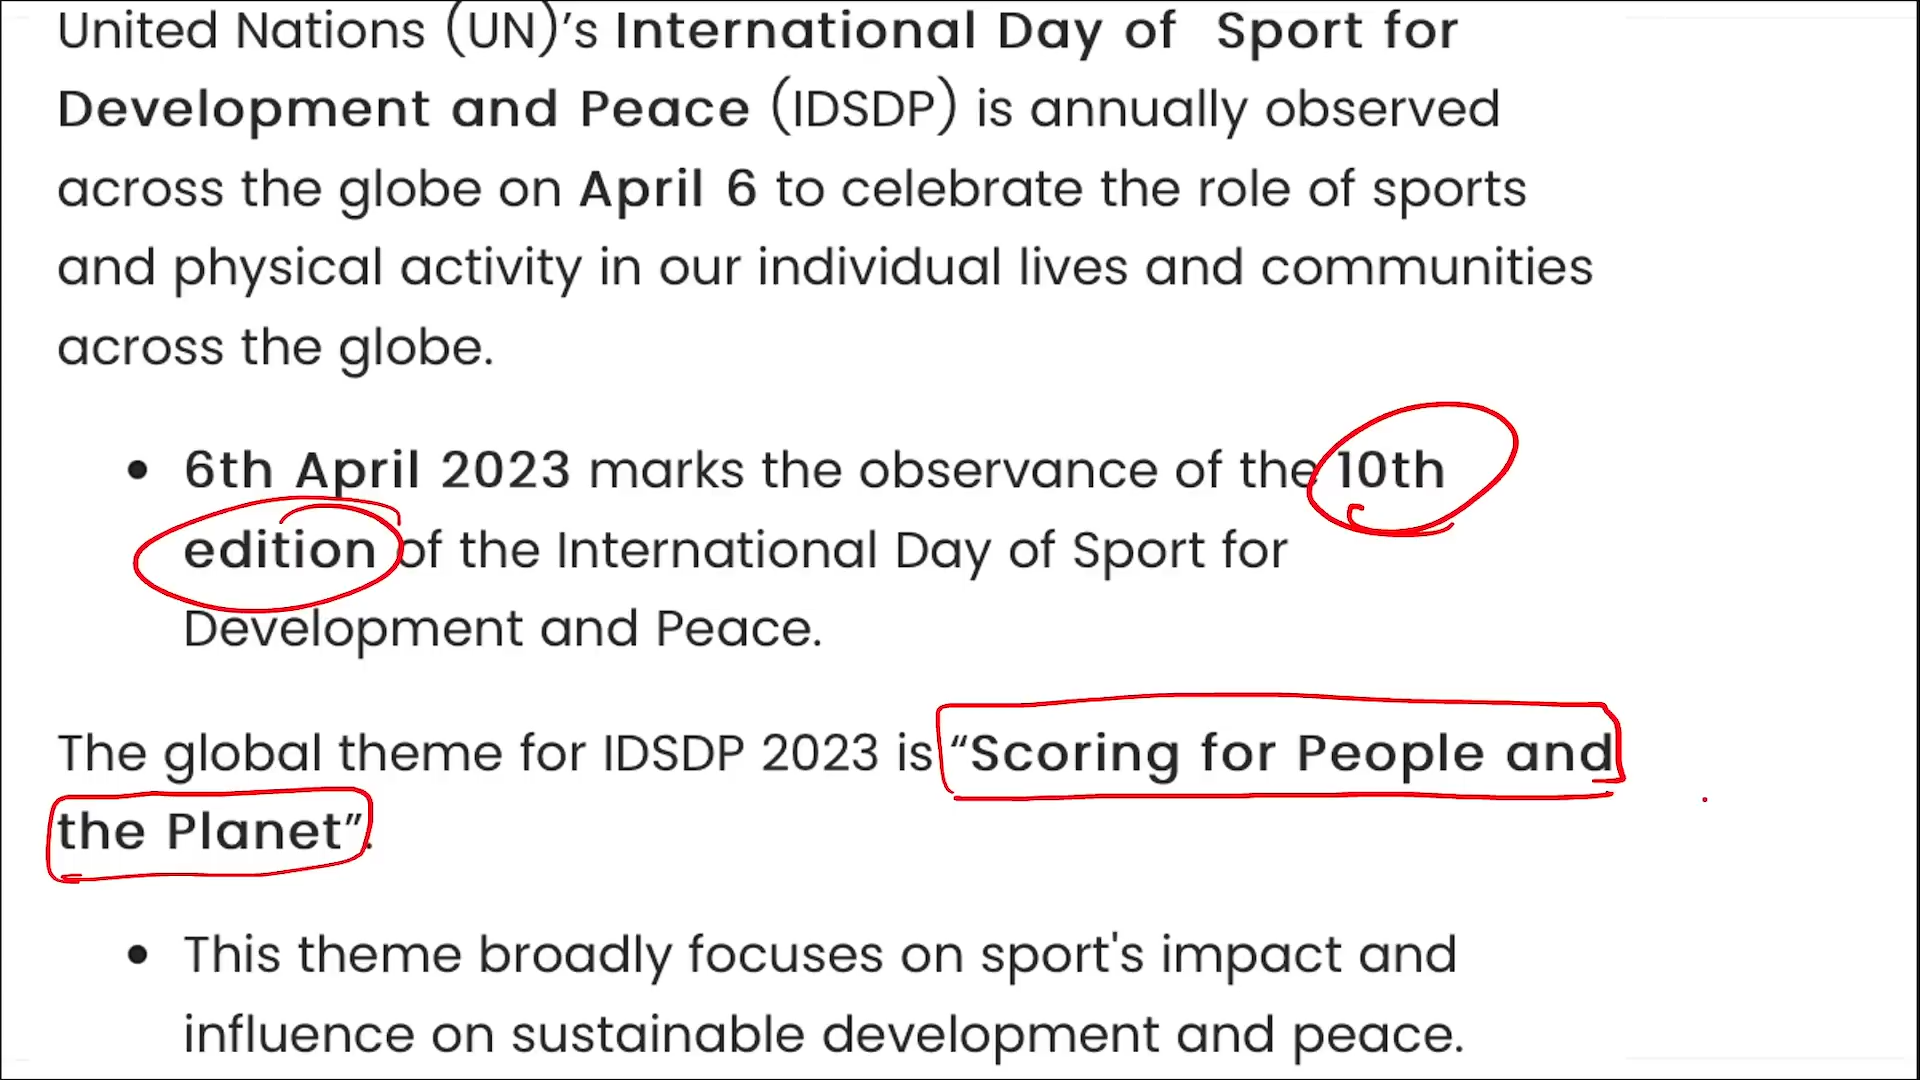 United Nations (UN)’s International Day of Sport for
Development and Peace (IDSDP) is annually observed
across the globe on April 6 to celebrate the role of sports
and physical activity in our individual lives and communities
across the globe.
• 6th April 2023 marks the observance of the 10th
edition of the International Day of Sport for
Development and Peace.
The global theme for IDSDP 2023 is “Scoring for People and
the Planet”.
• This theme broadly focuses on sport's impact and
influence on sustainable development and peace.